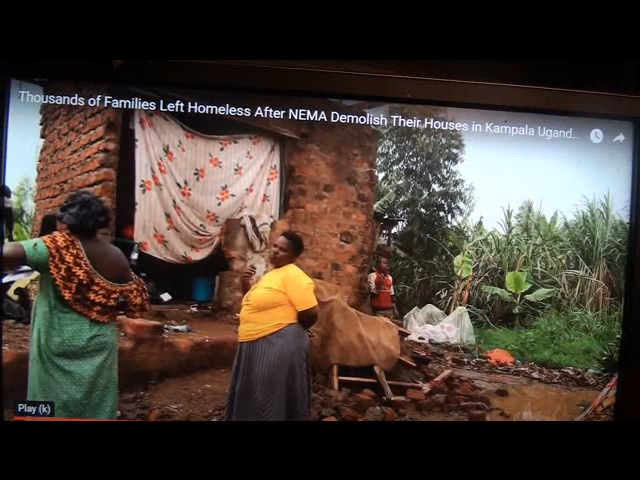 Thousands of Families Left Homeless After NEMA Demolish Their Houses in Kampala Ugand...
Play (k)